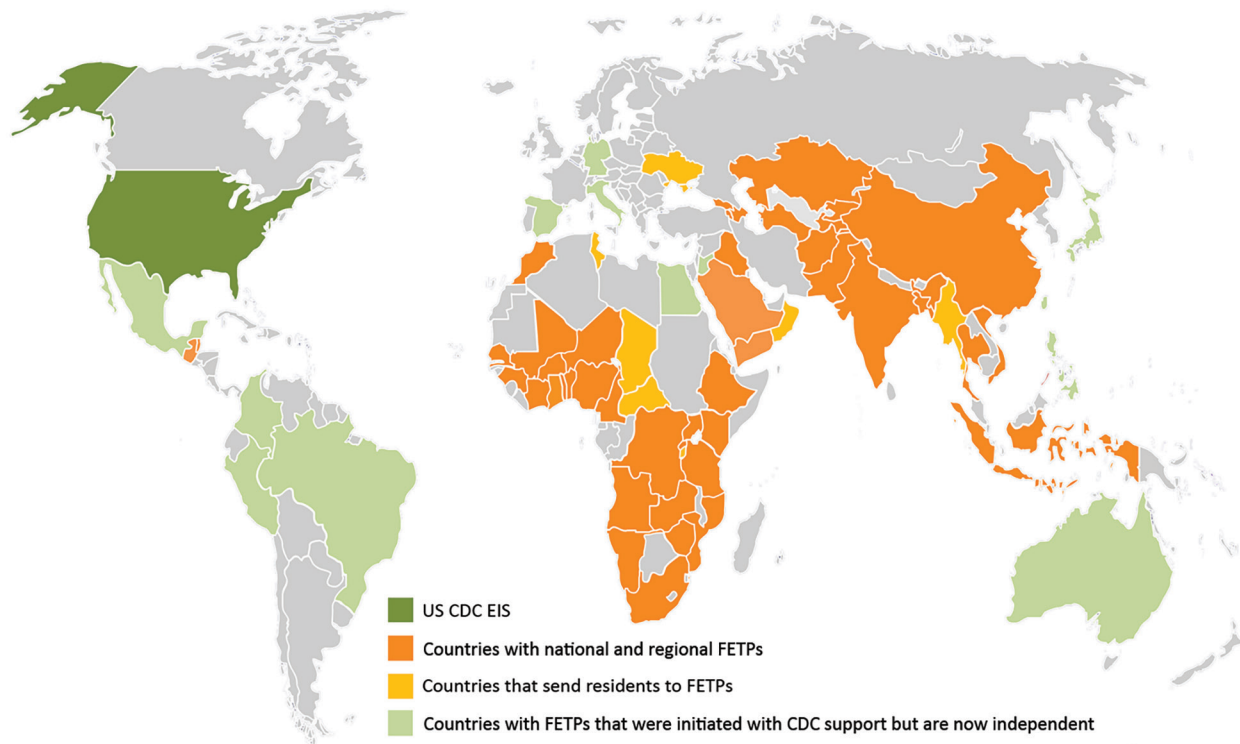 US CDC EIS
Countries with national and regional FETPs
Countries that send residents to FETPs
Countries with FETPs that were initiated with CDC support but are now independent